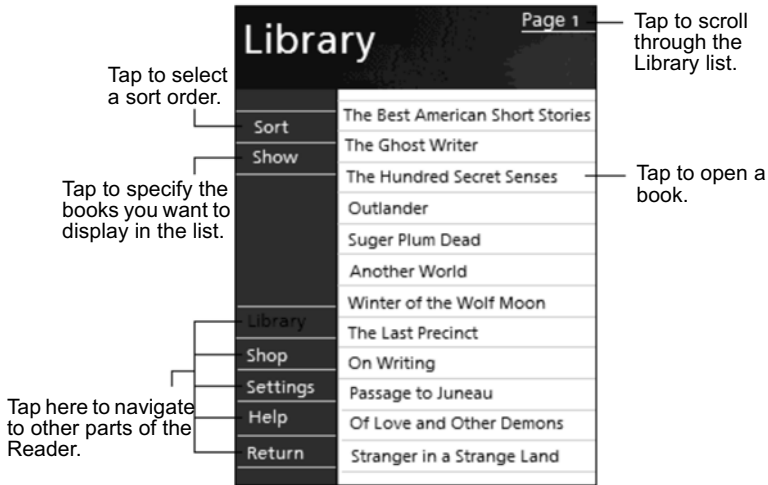 Library
Page 1
Tap to scroll
through the
Library list.
Tap to select
a sort order.
Sort
Show
Tap to specify the
books you want to
display in the list.
The Best American Short Stories
The Ghost Writer
The Hundred Secret Senses
Tap to open a
book.
Outlander
Suger Plum Dead
Another World
Winter of the Wolf Moon
The Last Precinct
On Writing
Passage to Juneau
Of Love and Other Demons
Stranger in a Strange Land
Library
Shop
Settings
Help
Return
Tap here to navigate
to other parts of the
Reader.